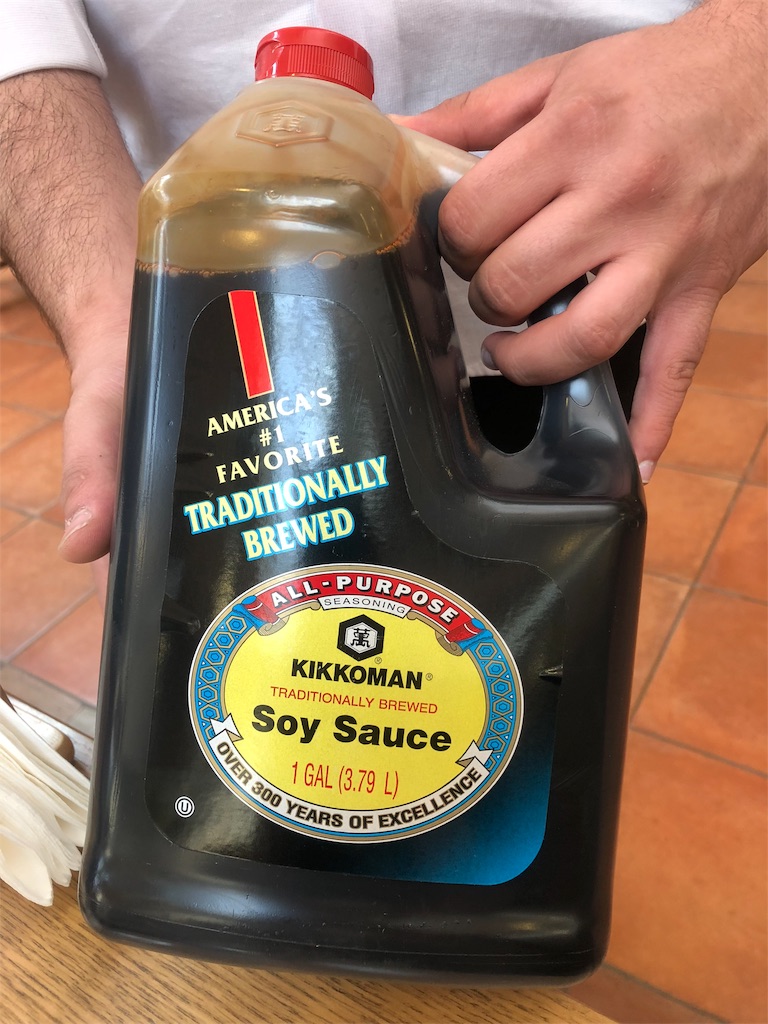 AMERICA'S
#1
FAVORITE
TRADITIONALLY
BREWED
ALL-PURPOSE
SEASONING
萬
KIKKOMAN®
TRADITIONALLY BREWED
Soy Sauce
1 GAL (3.79 L)
OVER 300 YEARS OF EXCELLENCE
U